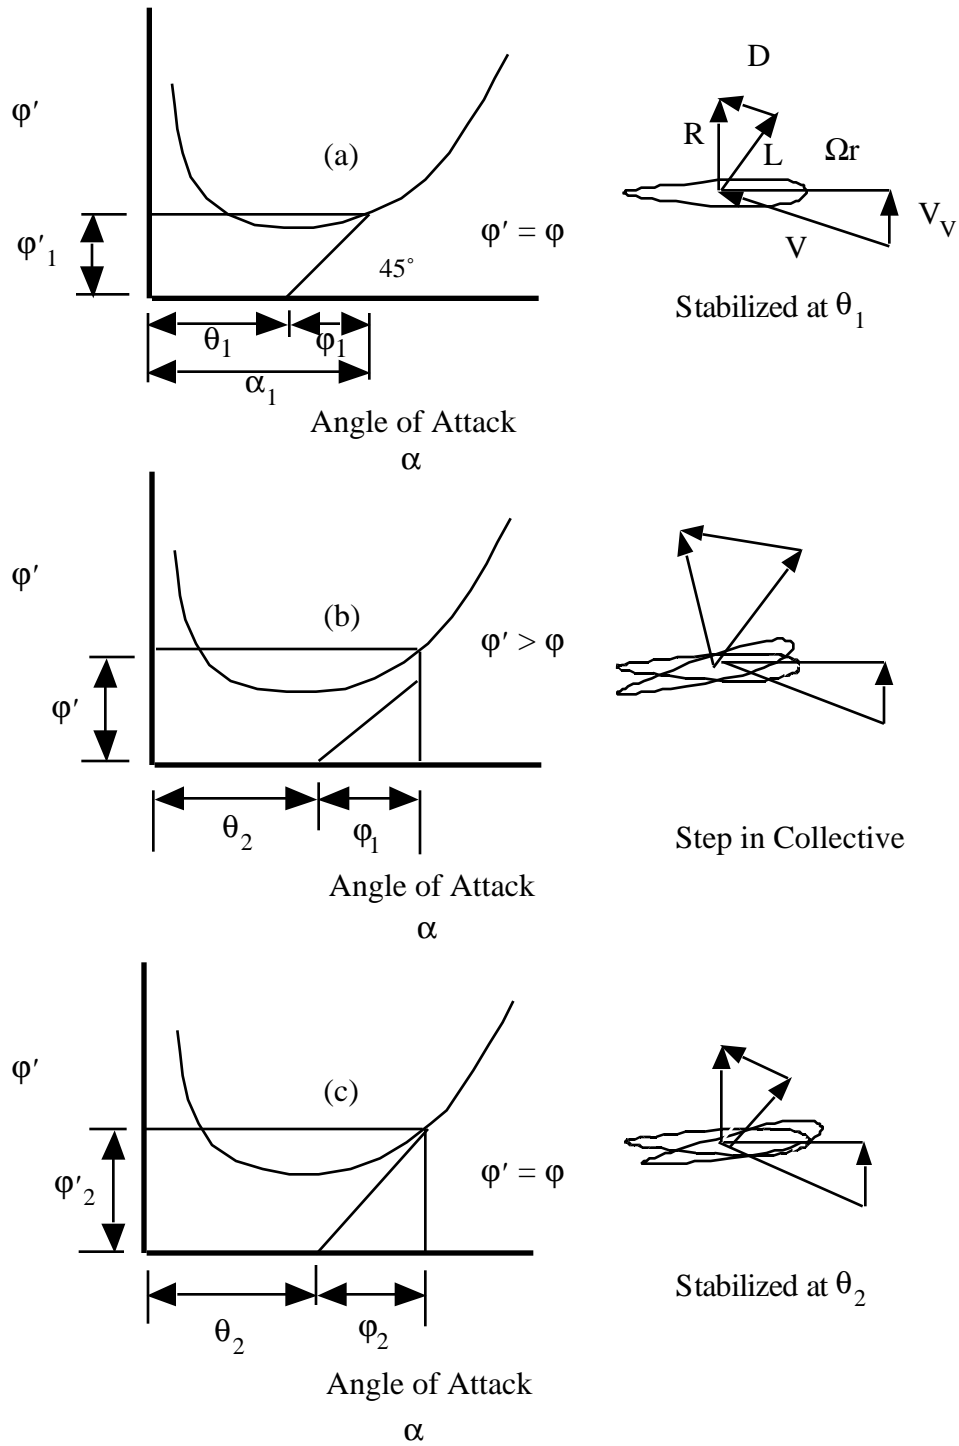 φ′
(a)
D
R
L
Ωr
φ′₁
φ′ = φ
V
V_V
45°
Stabilized at θ₁
θ₁
φ₁
α₁
Angle of Attack
α
φ′
(b)
φ′ > φ
φ′
θ₂
φ₁
Step in Collective
Angle of Attack
α
φ′
(c)
φ′₂
φ′ = φ
Stabilized at θ₂
θ₂
φ₂
Angle of Attack
α